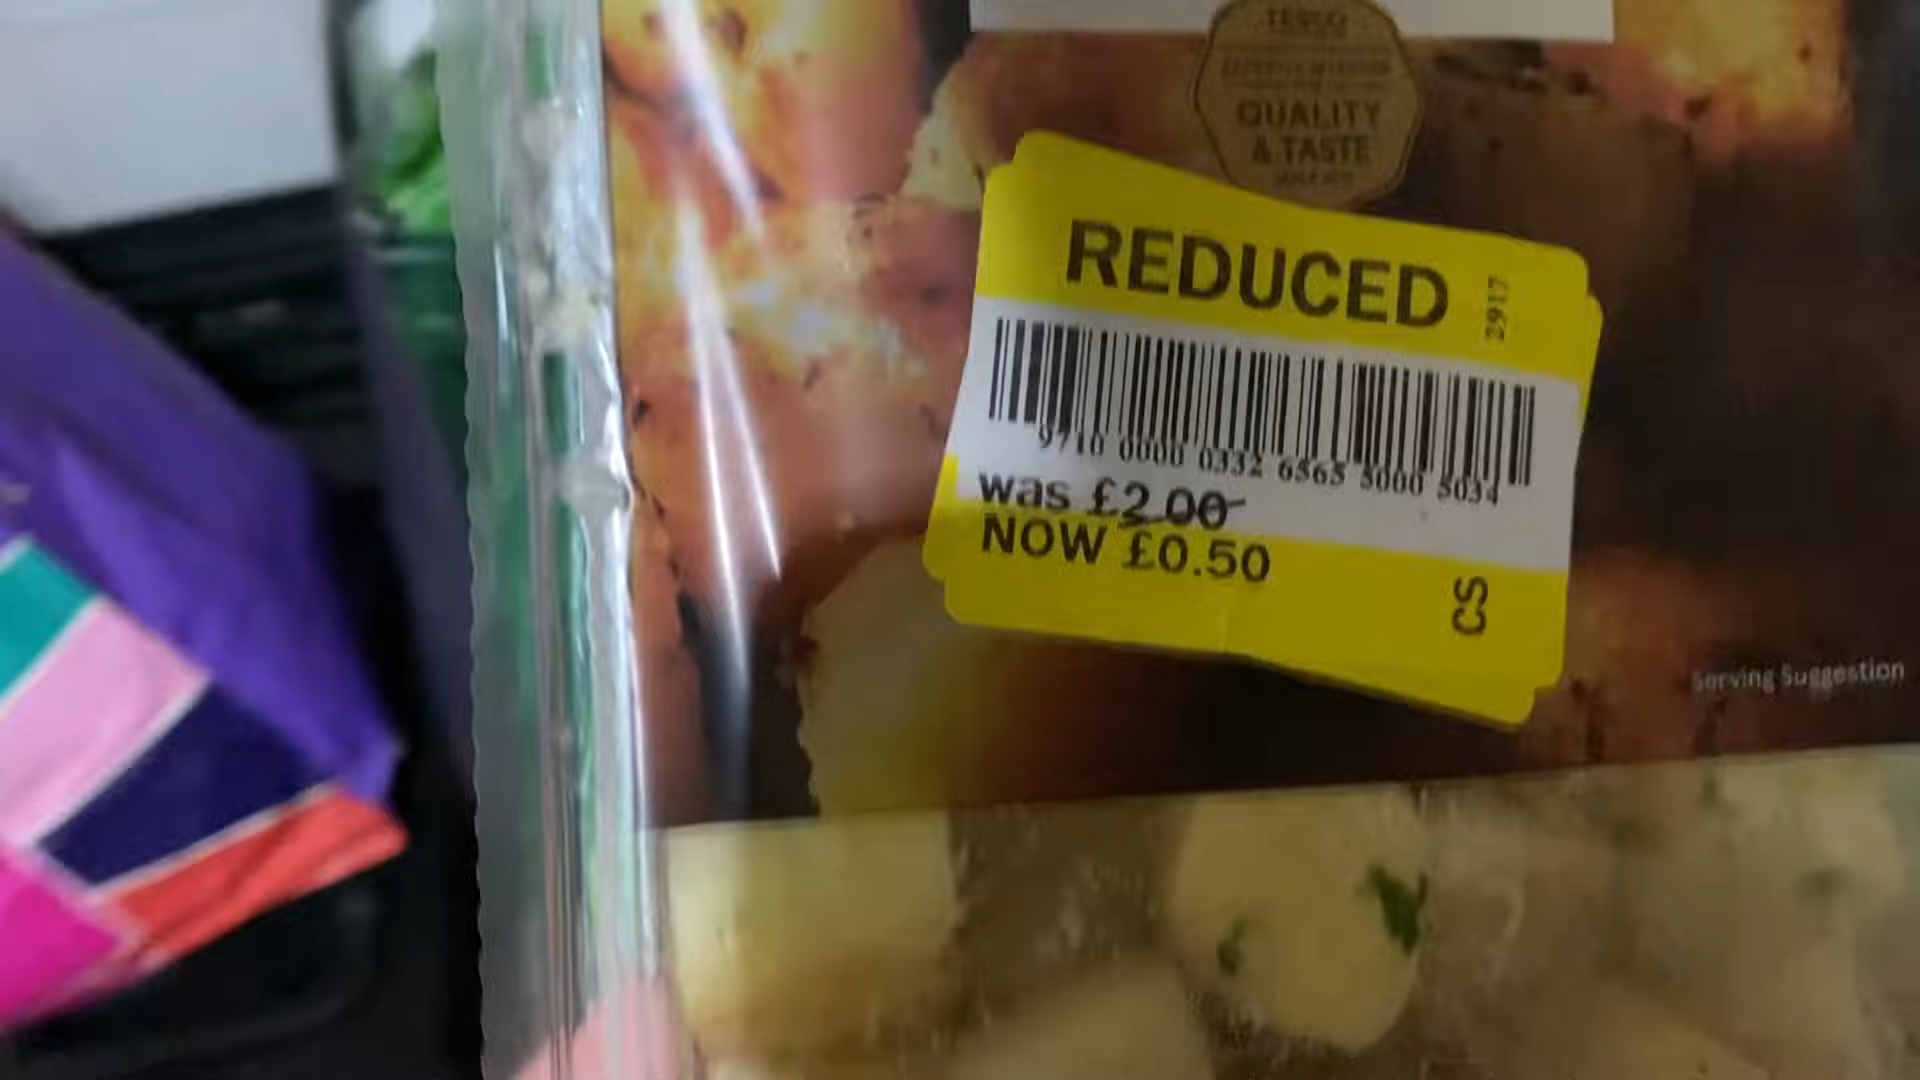 TESCO
QUALITY
& TASTE
REDUCED
2917
9710 0000 0332 6565 5000 5034
was £2.00
NOW £0.50
CS
Serving Suggestion